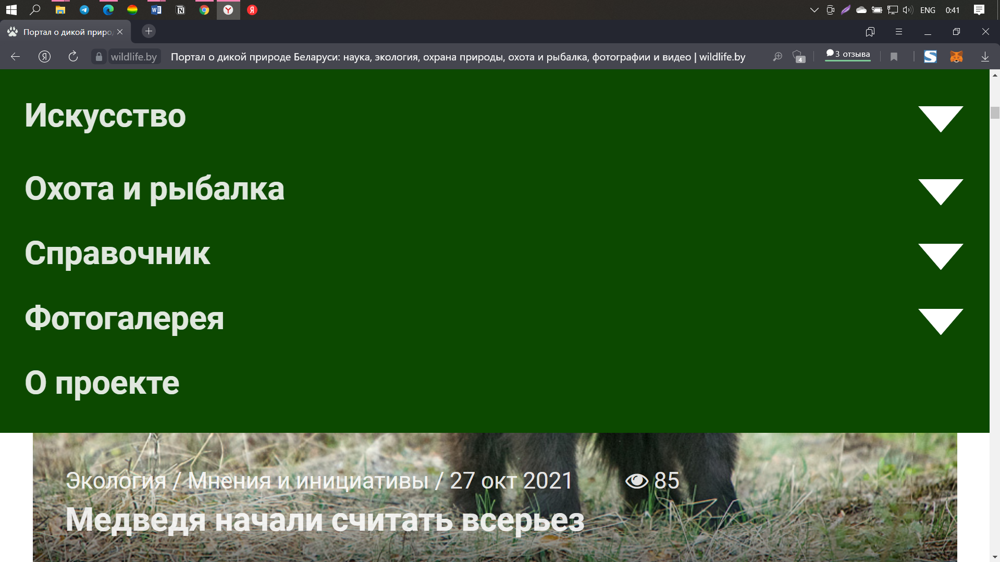 ENG 0:41
Портал о дикой приро
wildlife.by Портал о дикой природе Беларуси: наука, экология, охрана природы, охота и рыбалка, фотографии и видео | wildlife.by 4 3 отзыва
Искусство
Охота и рыбалка
Справочник
Фотогалерея
О проекте
Экология / Мнения и инициативы / 27 окт 2021 85
Медведя начали считать всерьез